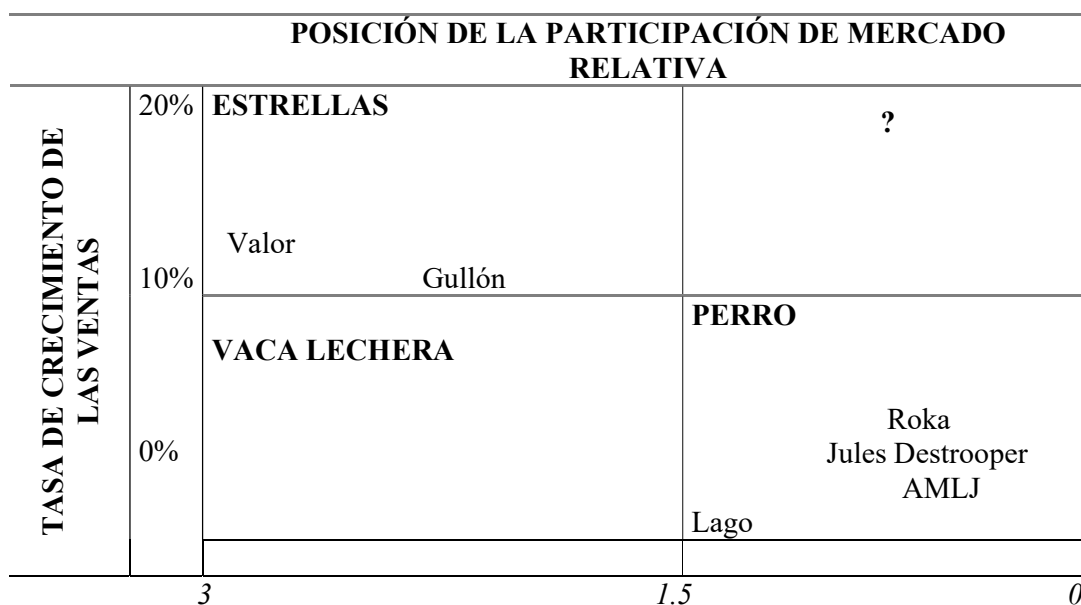 POSICIÓN DE LA PARTICIPACIÓN DE MERCADO
RELATIVA
TASA DE CRECIMIENTO DE
LAS VENTAS
20%
ESTRELLAS
?
Valor
10%
Gullón
PERRO
VACA LECHERA
Roka
0%
Jules Destrooper
AMLJ
Lago
3
1.5
0